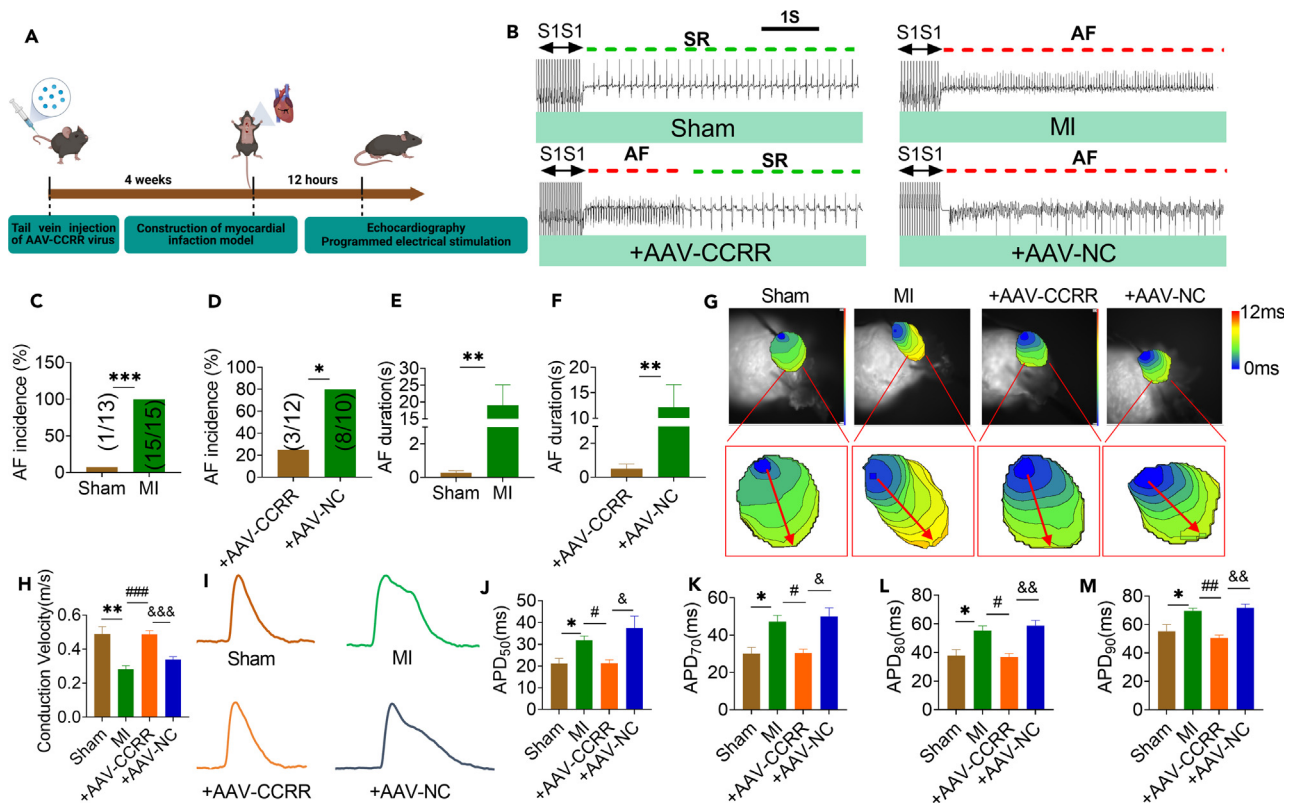 A
4 weeks
12 hours
Tail vein injection
of AAV-CCRR virus
Construction of myocardial
infaction model
Echocardiography
Programmed electrical stimulation
B
1S
S1S1
SR
Sham
S1S1
AF
MI
S1S1
AF
SR
+AAV-CCRR
S1S1
AF
+AAV-NC
C
AF incidence (%)
150
100
50
0
***
(1/13)
(15/15)
Sham
MI
D
AF incidence (%)
100
80
60
40
20
0
*
(3/12)
(8/10)
+AAV-CCRR
+AAV-NC
E
AF duration(s)
30
25
20
15
10
2
0
**
Sham
MI
F
AF duration(s)
20
15
10
5
2
0
**
+AAV-CCRR
+AAV-NC
G
Sham
MI
+AAV-CCRR
+AAV-NC
12ms
0ms
H
Conduction Velocity(m/s)
0.6
0.4
0.2
0.0
**
###
&&&
Sham
MI
+AAV-CCRR
+AAV-NC
I
Sham
MI
+AAV-CCRR
+AAV-NC
J
APD50(ms)
50
40
30
20
10
0
*
#
&
Sham
MI
+AAV-CCRR
+AAV-NC
K
APD70(ms)
60
40
20
0
*
#
&
Sham
MI
+AAV-CCRR
+AAV-NC
L
APD80(ms)
80
60
40
20
0
*
#
&&
Sham
MI
+AAV-CCRR
+AAV-NC
M
APD90(ms)
80
60
40
20
0
*
##
&&
Sham
MI
+AAV-CCRR
+AAV-NC